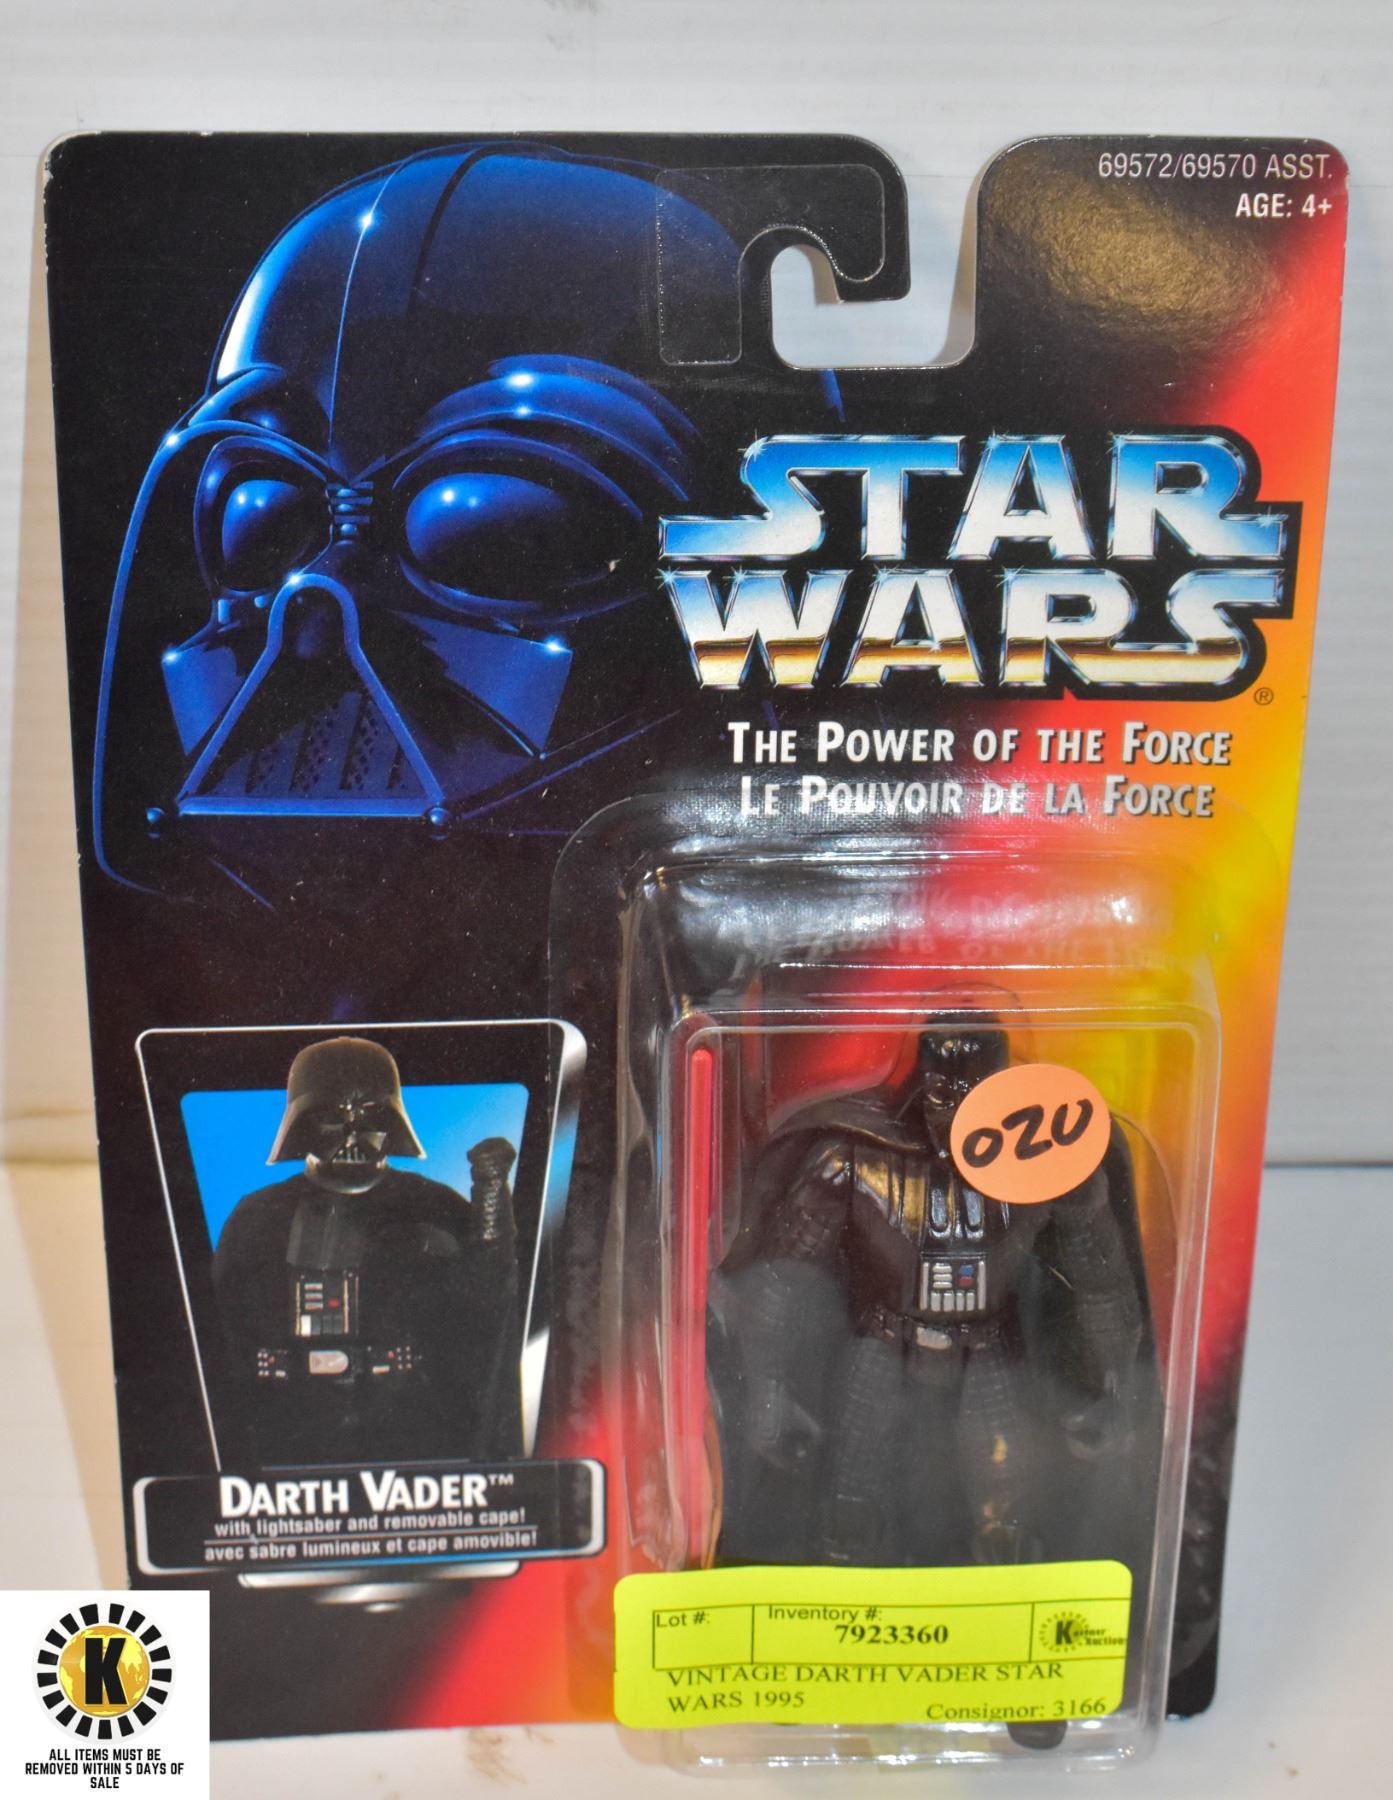 69572/69570 ASST.
AGE: 4+
STAR
WARS®
THE POWER OF THE FORCE
LE POUVOIR DE LA FORCE
020
DARTH VADER™
with lightsaber and removable cape!
avec sabre lumineux et cape amovible!
Lot #:
Inventory #:
7923360
Kastner
Auctions
VINTAGE DARTH VADER STAR
WARS 1995
Consignor: 3166
K
ALL ITEMS MUST BE
REMOVED WITHIN 5 DAYS OF
SALE